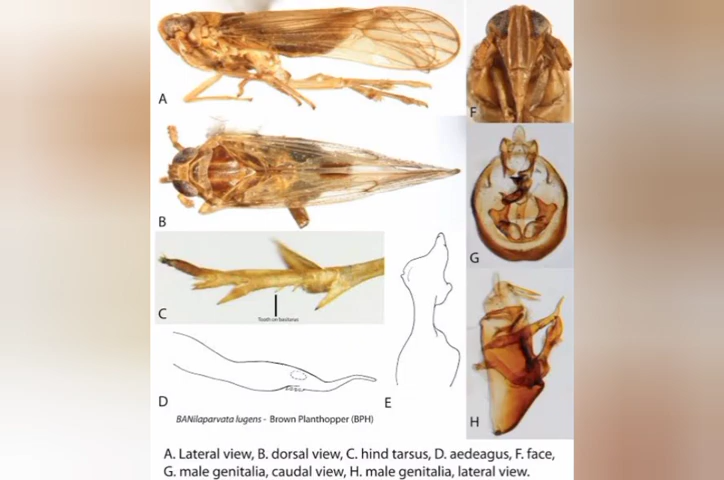 A
F
B
G
C
Tooth on basitarsus
D
E
H
BANilaparvata lugens - Brown Planthopper (BPH)
A. Lateral view, B. dorsal view, C. hind tarsus, D. aedeagus, F. face,
G. male genitalia, caudal view, H. male genitalia, lateral view.